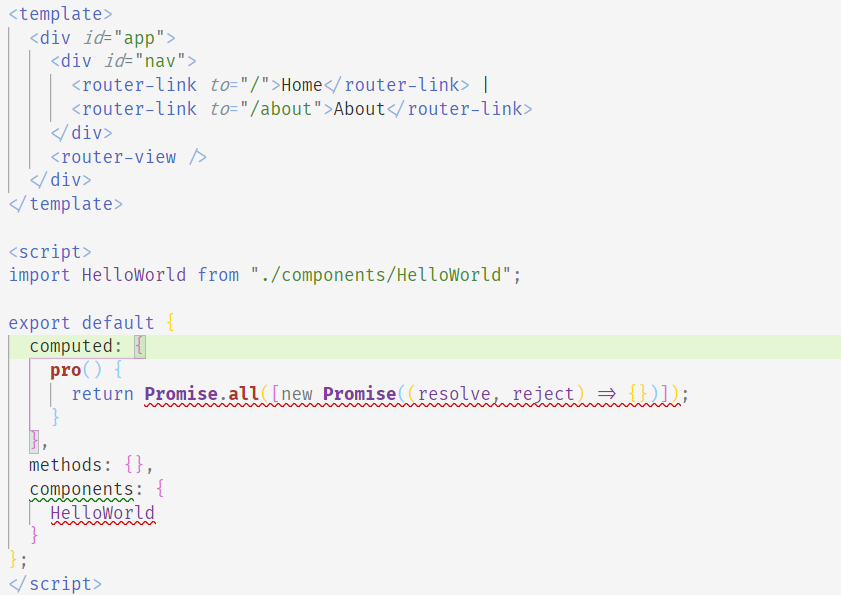 <template>
  <div id="app">
    <div id="nav">
      <router-link to="/">Home</router-link> |
      <router-link to="/about">About</router-link>
    </div>
    <router-view />
  </div>
</template>

<script>
import HelloWorld from "./components/HelloWorld";

export default {
  computed: {
    pro() {
      return Promise.all([new Promise((resolve, reject) => {})]);
    }
  },
  methods: {},
  components: {
    HelloWorld
  }
};
</script>